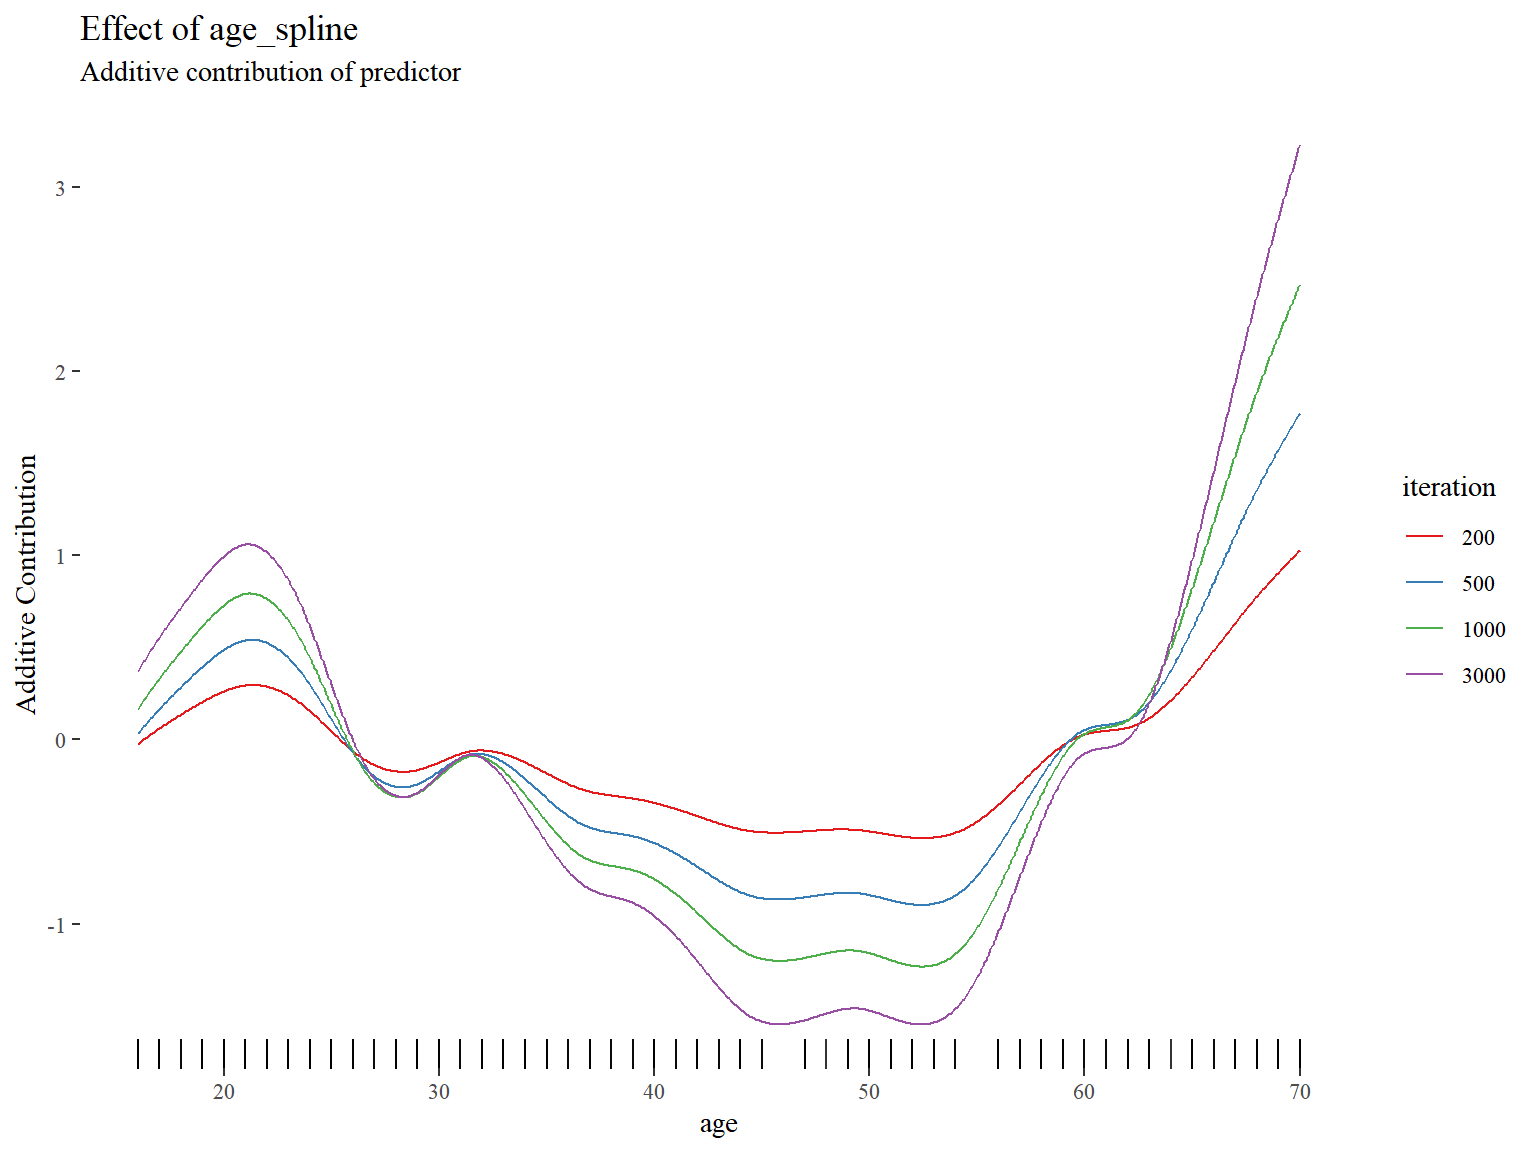 Effect of age_spline
Additive contribution of predictor
3
2
1
0
-1
Additive Contribution
20 30 40 50 60 70
age
iteration
200
500
1000
3000